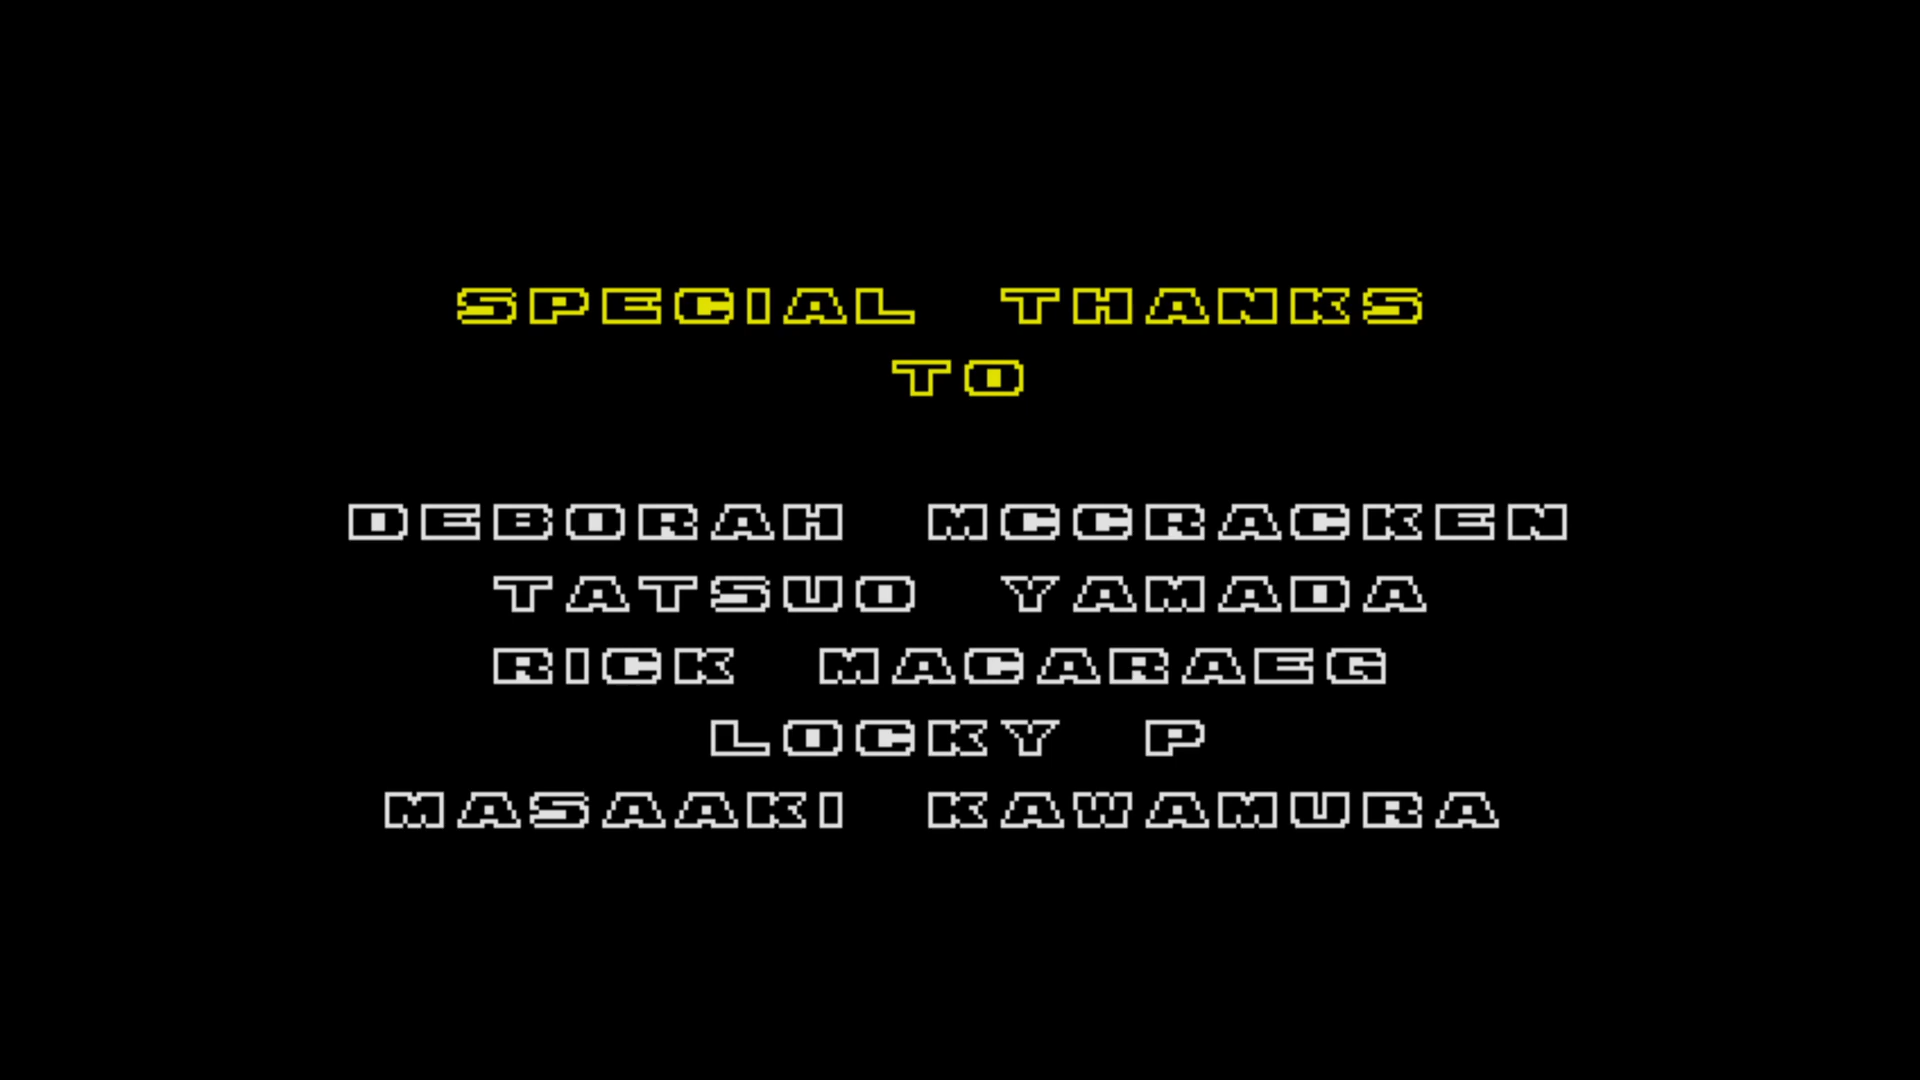 SPECIAL THANKS
TO
DEBORAH MCCRACKEN
TATSUO YAMADA
RICK MACARAEG
LOCKY P
MASAAKI KAWAMURA